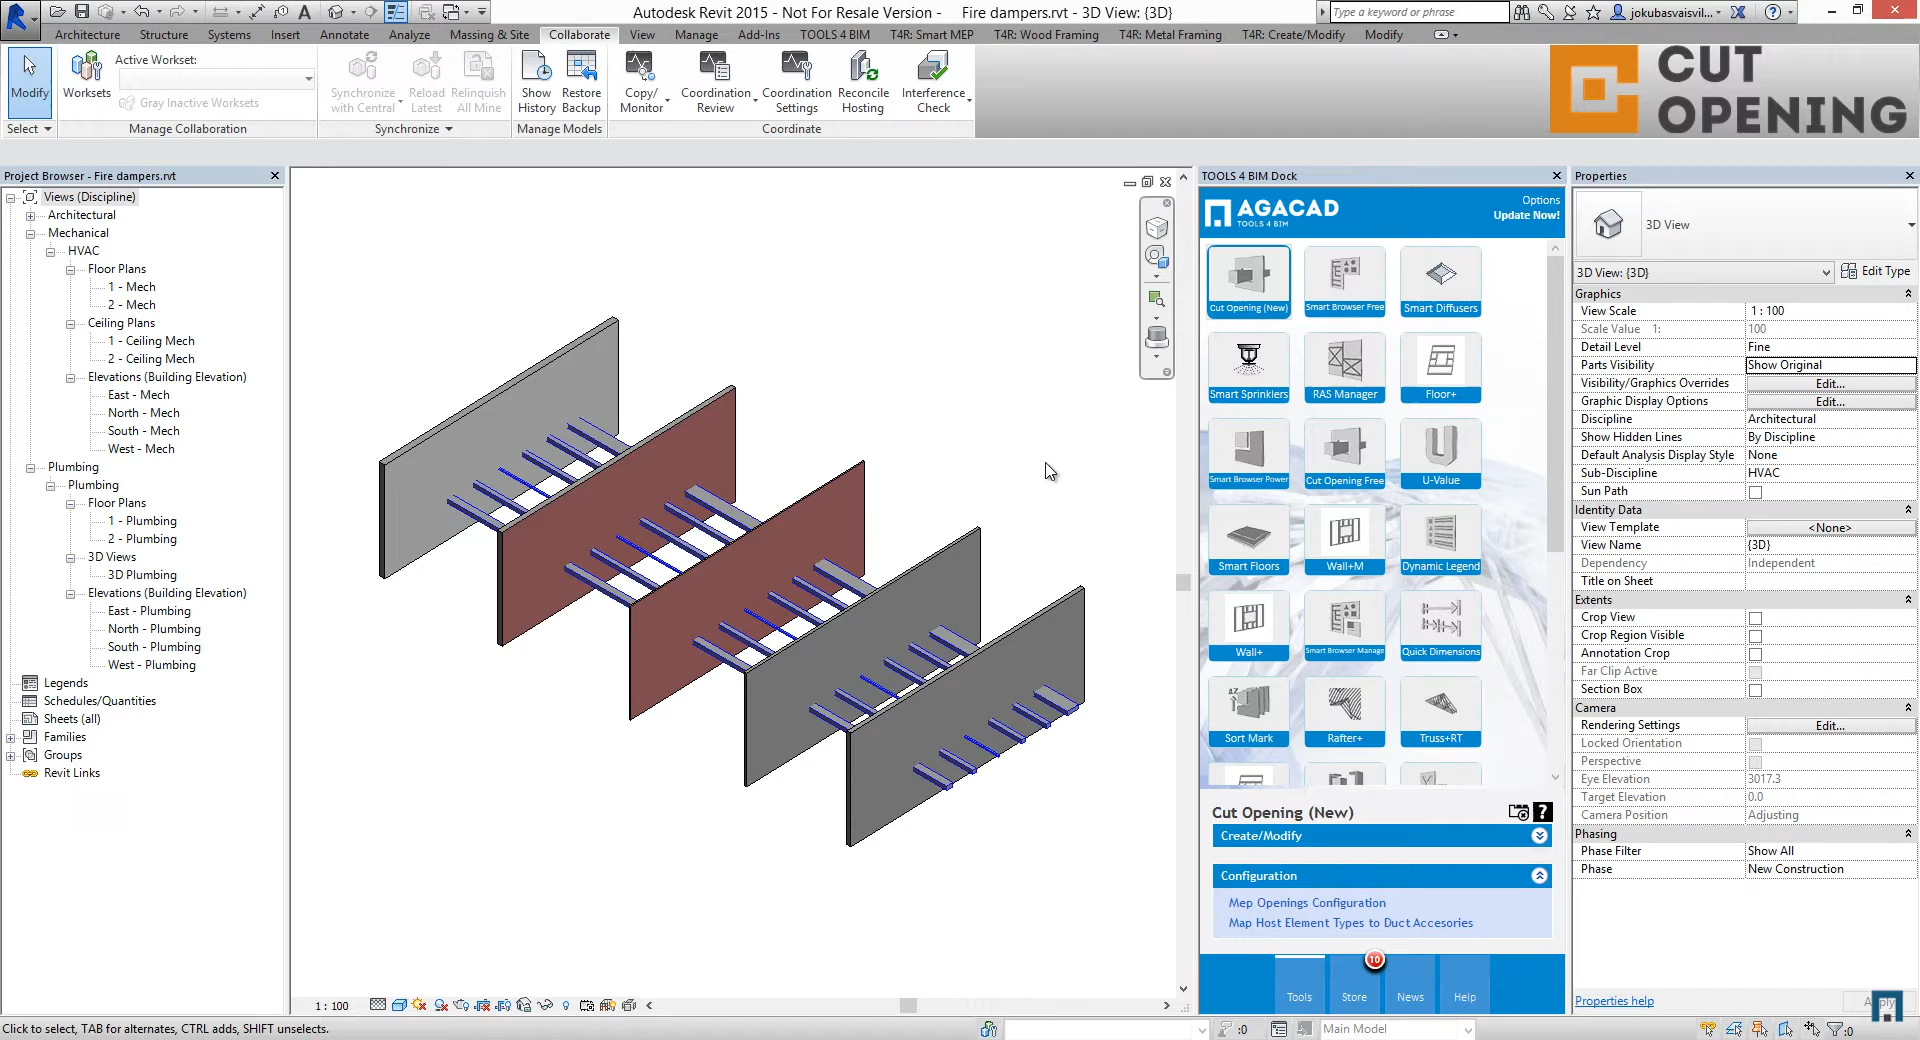 Autodesk Revit 2015 - Not For Resale Version - Fire dampers.rvt - 3D View: {3D}
Type a keyword or phrase
jokubasvaisvil...
Architecture Structure Systems Insert Annotate Analyze Massing & Site Collaborate View Manage Add-Ins TOOLS 4 BIM T4R: Smart MEP T4R: Wood Framing T4R: Metal Framing T4R: Create/Modify Modify
Modify
Select
Worksets
Active Workset:
Gray Inactive Worksets
Manage Collaboration
Synchronize with Central
Reload Latest
Relinquish All Mine
Synchronize
Show History
Restore Backup
Manage Models
Copy/ Monitor
Coordination Review
Coordination Settings
Reconcile Hosting
Interference Check
Coordinate
CUT
OPENING
Project Browser - Fire dampers.rvt
Views (Discipline)
Architectural
Mechanical
HVAC
Floor Plans
1 - Mech
2 - Mech
Ceiling Plans
1 - Ceiling Mech
2 - Ceiling Mech
Elevations (Building Elevation)
East - Mech
North - Mech
South - Mech
West - Mech
Plumbing
Plumbing
Floor Plans
1 - Plumbing
2 - Plumbing
3D Views
3D Plumbing
Elevations (Building Elevation)
East - Plumbing
North - Plumbing
South - Plumbing
West - Plumbing
Legends
Schedules/Quantities
Sheets (all)
Families
Groups
Revit Links
1 : 100
TOOLS 4 BIM Dock
AGACAD
TOOLS 4 BIM
Options
Update Now!
Cut Opening (New) Smart Browser Free Smart Diffusers
Smart Sprinklers RAS Manager Floor+
Smart Browser Power Cut Opening Free U-Value
Smart Floors Wall+M Dynamic Legend
Wall+ Smart Browser Manage Quick Dimensions
Sort Mark Rafter+ Truss+RT
Cut Opening (New)
Create/Modify
Configuration
Mep Openings Configuration
Map Host Element Types to Duct Accesories
10
Tools Store News Help
Properties
3D View
3D View: {3D} Edit Type
Graphics
View Scale 1 : 100
Scale Value 1: 100
Detail Level Fine
Parts Visibility Show Original
Visibility/Graphics Overrides Edit...
Graphic Display Options Edit...
Discipline Architectural
Show Hidden Lines By Discipline
Default Analysis Display Style None
Sub-Discipline HVAC
Sun Path
Identity Data
View Template <None>
View Name {3D}
Dependency Independent
Title on Sheet
Extents
Crop View
Crop Region Visible
Annotation Crop
Far Clip Active
Section Box
Camera
Rendering Settings Edit...
Locked Orientation
Perspective
Eye Elevation 3017.3
Target Elevation 0.0
Camera Position Adjusting
Phasing
Phase Filter Show All
Phase New Construction
Properties help
Click to select, TAB for alternates, CTRL adds, SHIFT unselects.
:0
Main Model
:0